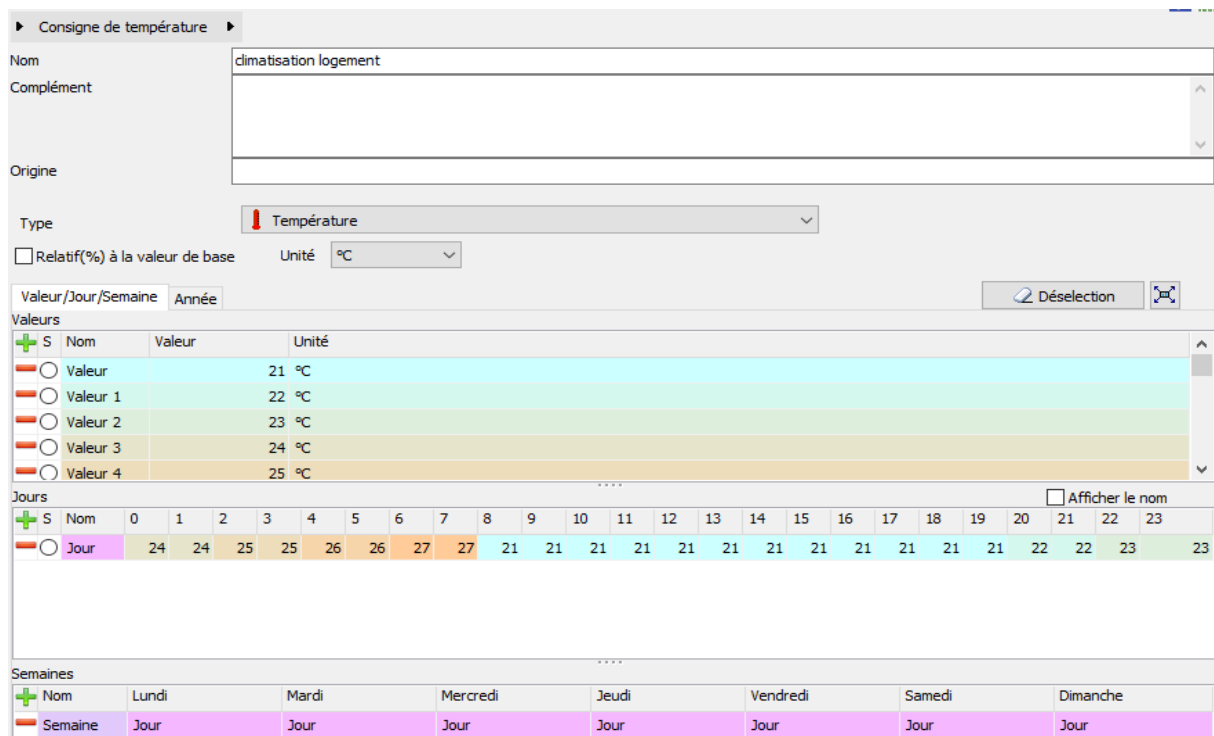 Consigne de température
Nom climatisation logement
Complément
Origine
Type Température
Relatif(%) à la valeur de base Unité °C
Valeur/Jour/Semaine Année Déselection
Valeurs
S Nom Valeur Unité
Valeur 21 °C
Valeur 1 22 °C
Valeur 2 23 °C
Valeur 3 24 °C
Valeur 4 25 °C
Jours Afficher le nom
S Nom 0 1 2 3 4 5 6 7 8 9 10 11 12 13 14 15 16 17 18 19 20 21 22 23
Jour 24 24 25 25 26 26 27 27 21 21 21 21 21 21 21 21 21 21 21 21 22 22 23 23
Semaines
Nom Lundi Mardi Mercredi Jeudi Vendredi Samedi Dimanche
Semaine Jour Jour Jour Jour Jour Jour Jour